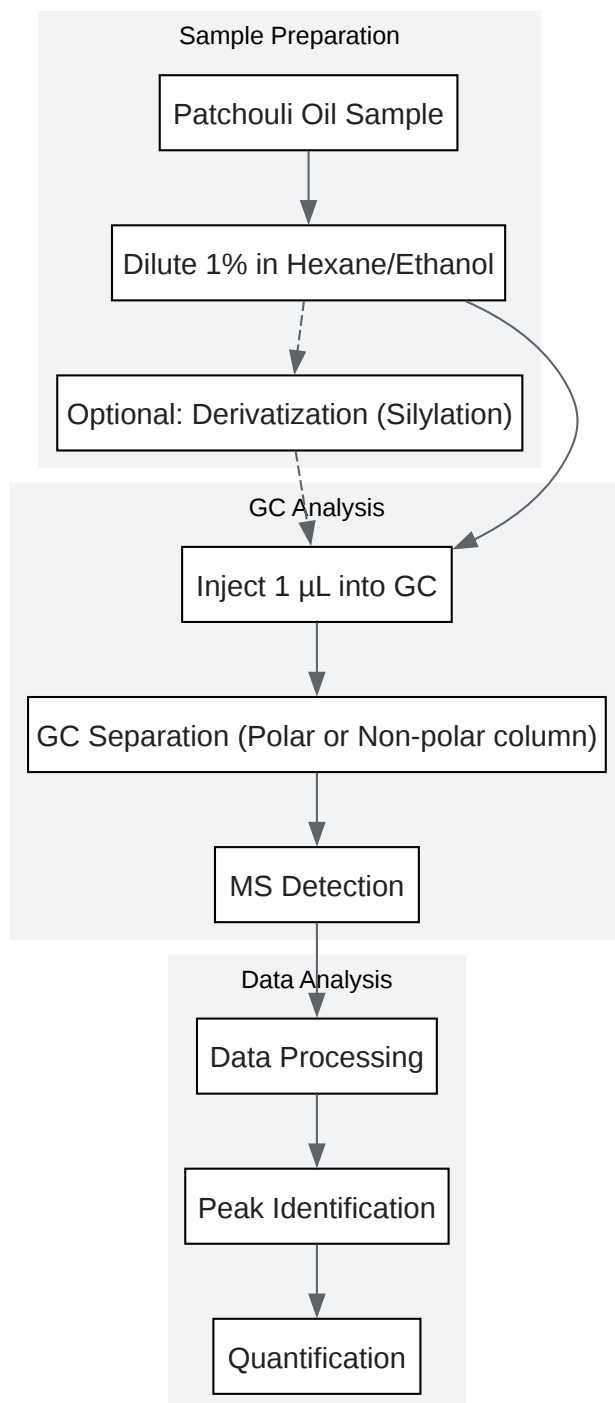 Sample Preparation
Patchouli Oil Sample
Dilute 1% in Hexane/Ethanol
Optional: Derivatization (Silylation)
GC Analysis
Inject 1 µL into GC
GC Separation (Polar or Non-polar column)
MS Detection
Data Analysis
Data Processing
Peak Identification
Quantification